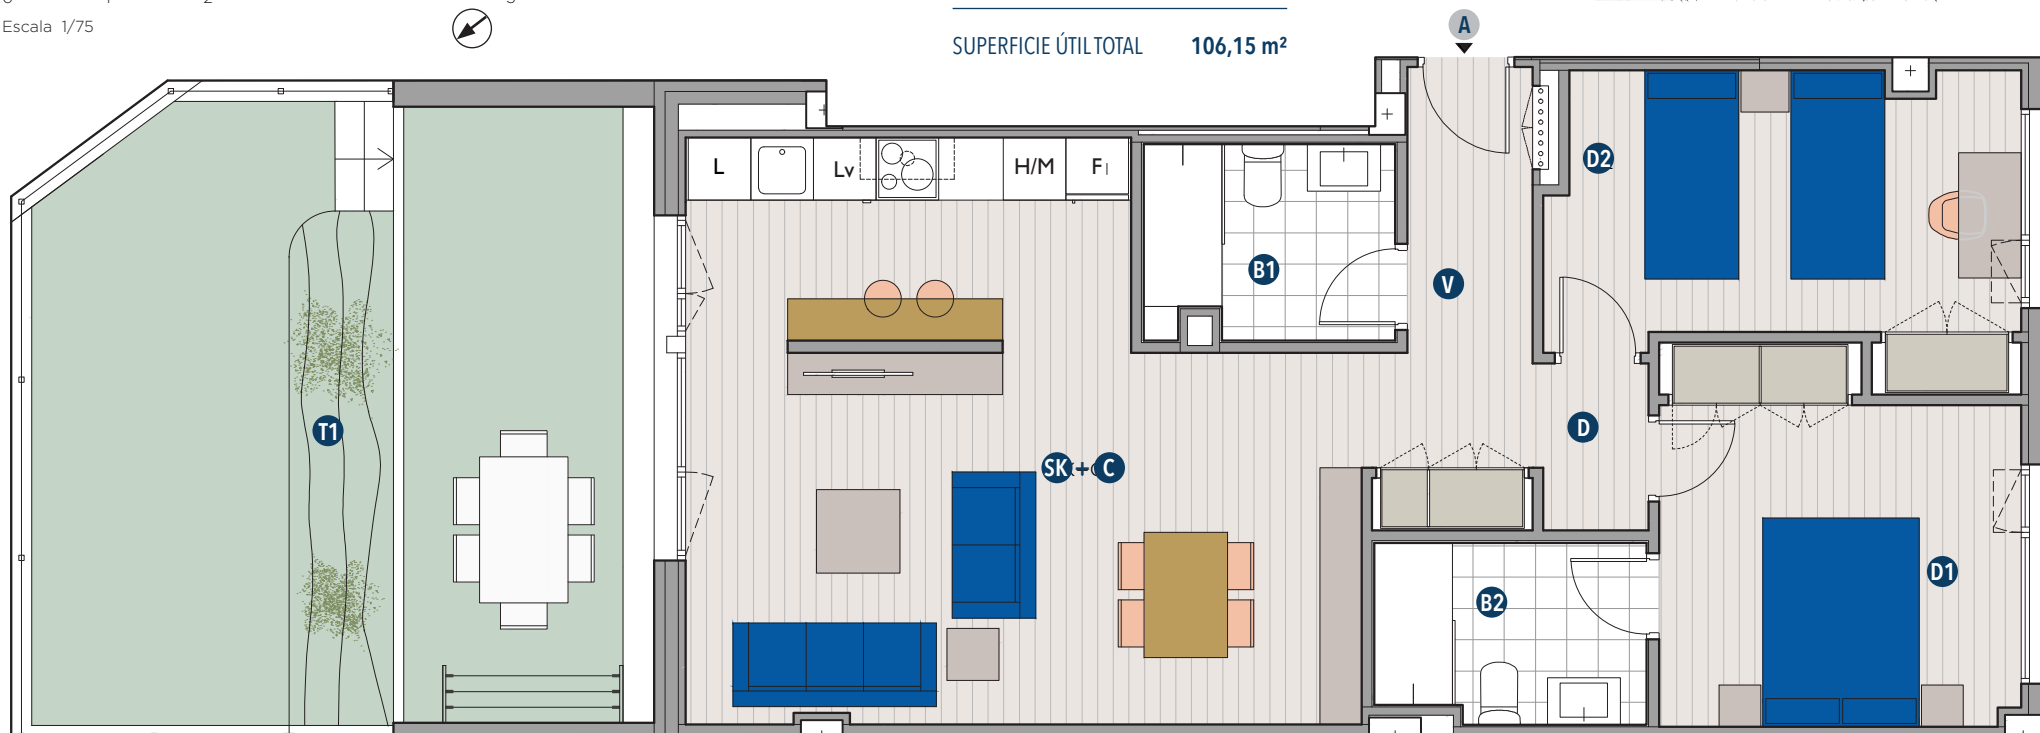 Escala 1/75
SUPERFICIE ÚTIL TOTAL 106,15 m²
A
L
Lv
H/M
F
D2
B1
V
T1
D
SK + C
D1
B2